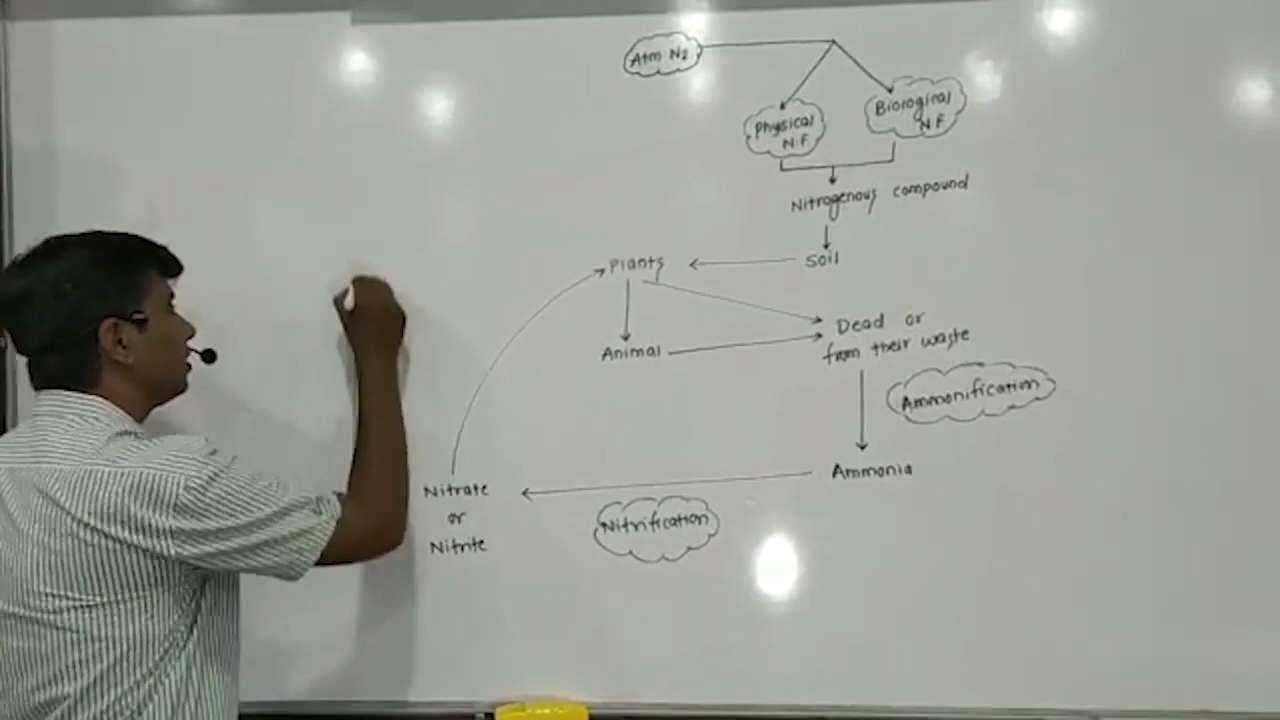 Atm N2
Physical
N.F.
Biological
N.F
Nitrogenous compound
Soil
Plants
Animal
Dead or
from their waste
Ammonification
Ammonia
Nitrification
Nitrate
or
Nitrite